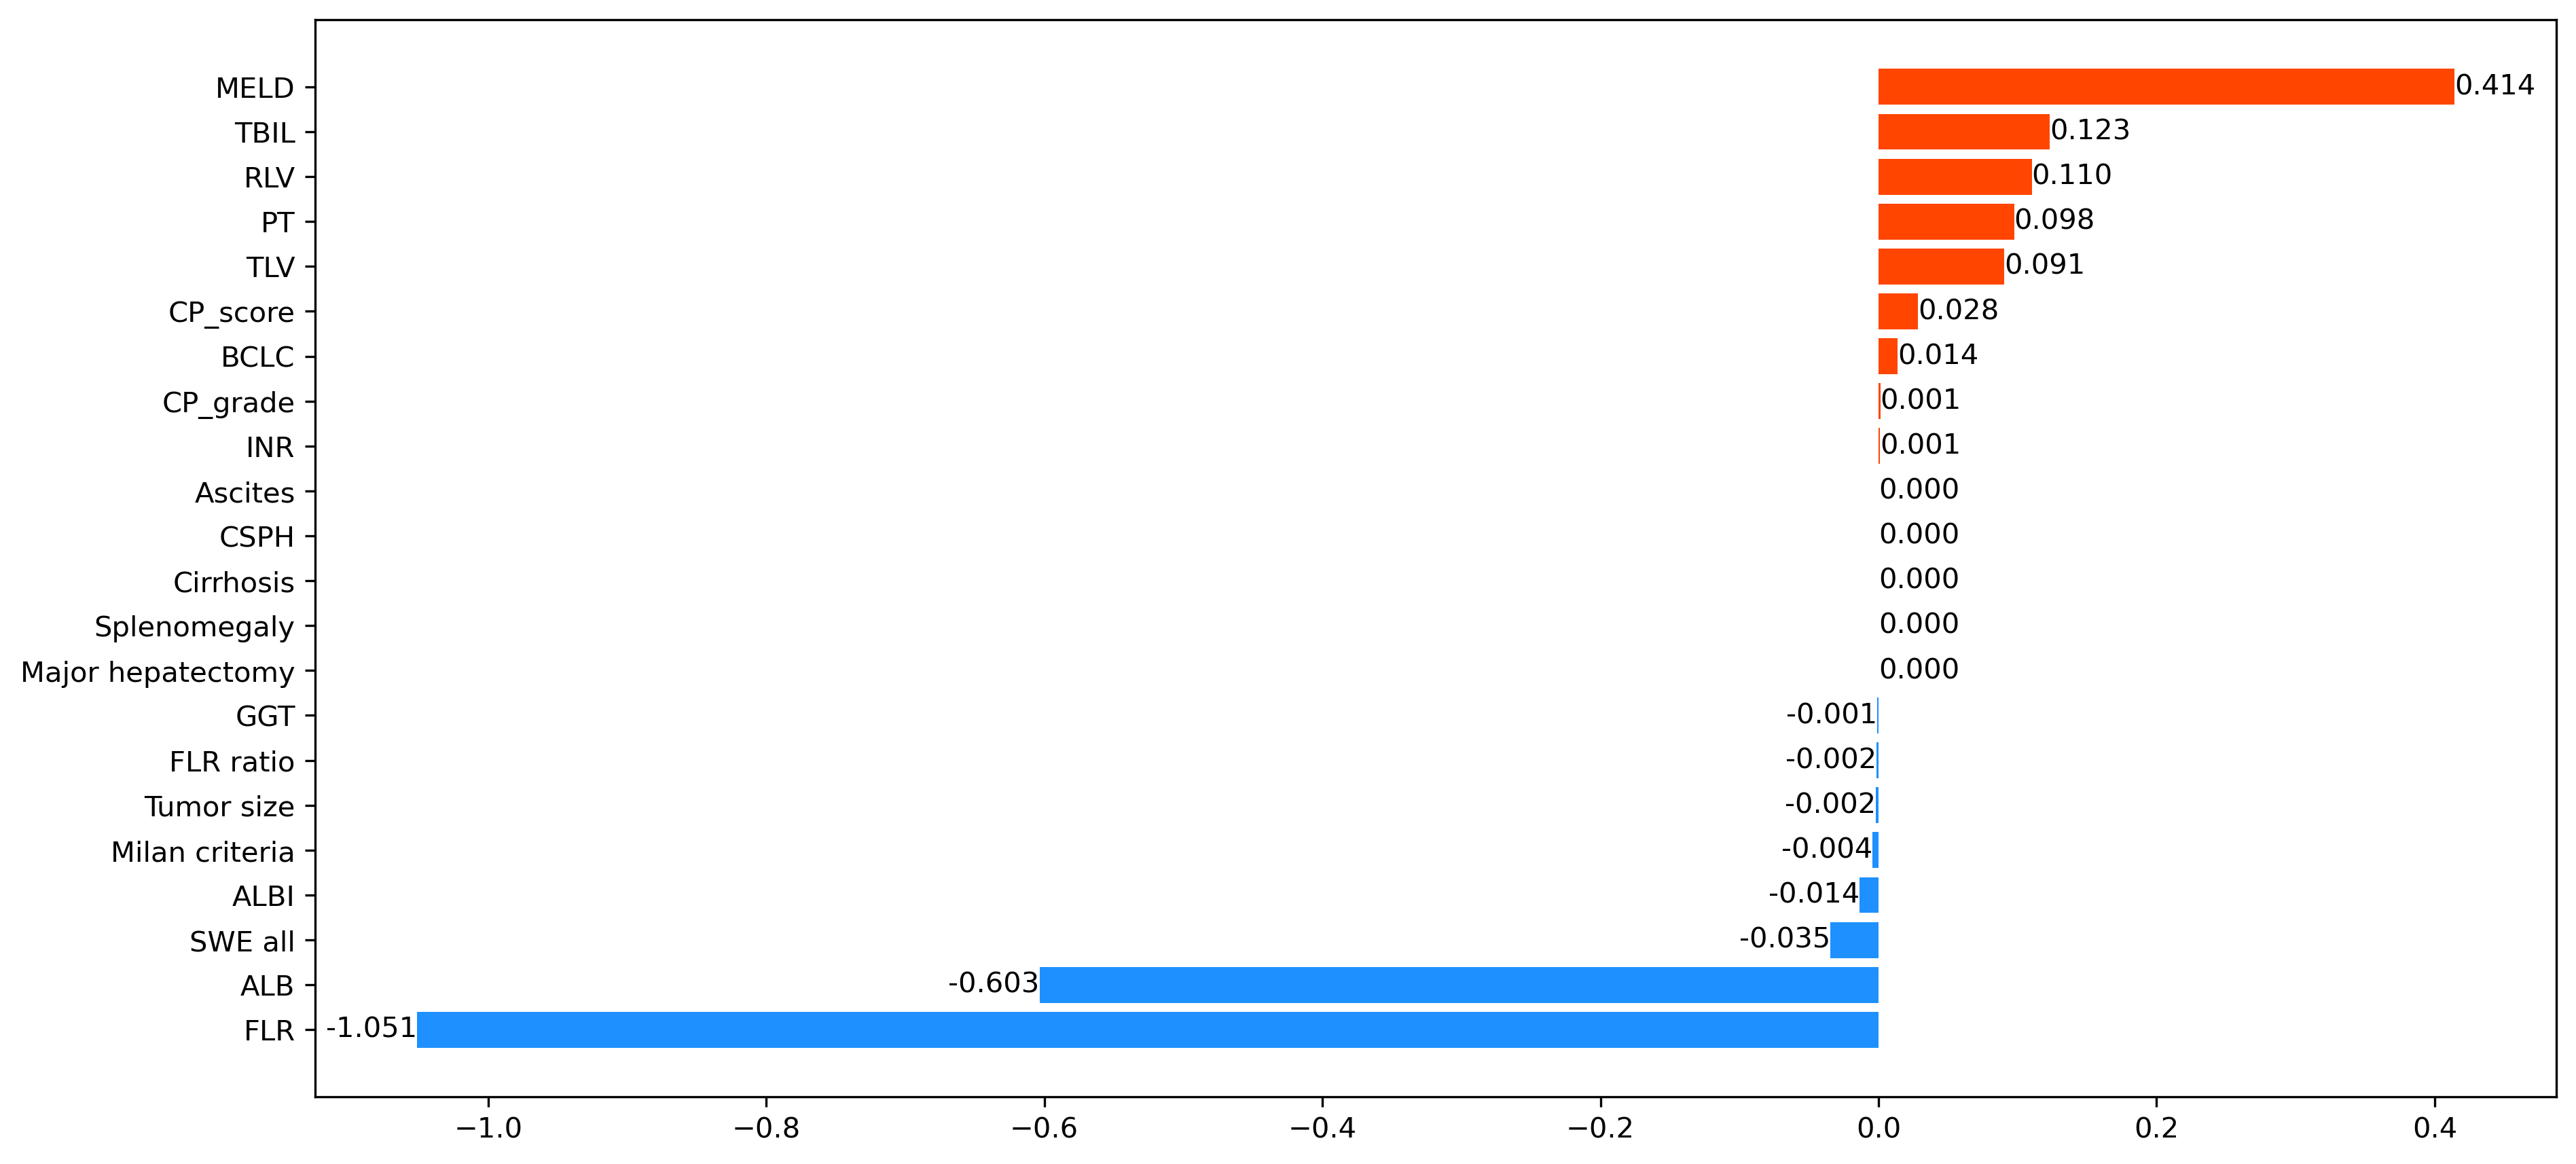 MELD 0.414
TBIL 0.123
RLV 0.110
PT 0.098
TLV 0.091
CP_score 0.028
BCLC 0.014
CP_grade 0.001
INR 0.001
Ascites 0.000
CSPH 0.000
Cirrhosis 0.000
Splenomegaly 0.000
Major hepatectomy 0.000
GGT -0.001
FLR ratio -0.002
Tumor size -0.002
Milan criteria -0.004
ALBI -0.014
SWE all -0.035
ALB -0.603
FLR -1.051
−1.0 −0.8 −0.6 −0.4 −0.2 0.0 0.2 0.4